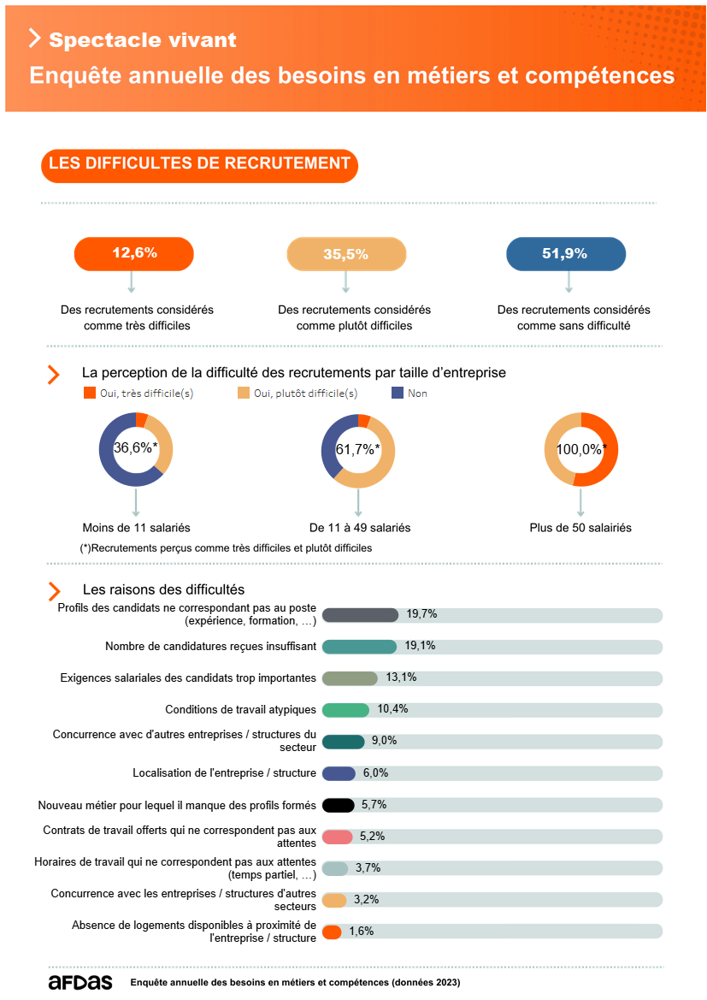 Spectacle vivant
Enquête annuelle des besoins en métiers et compétences
LES DIFFICULTES DE RECRUTEMENT
12,6%
Des recrutements considérés
comme très difficiles
35,5%
Des recrutements considérés
comme plutôt difficiles
51,9%
Des recrutements considérés
comme sans difficulté
La perception de la difficulté des recrutements par taille d'entreprise
Oui, très difficile(s)
Oui, plutôt difficile(s)
Non
36,6%*
Moins de 11 salariés
61,7%*
De 11 à 49 salariés
100,0%*
Plus de 50 salairiés
(*)Recrutements perçus comme très difficiles et plutôt difficiles
Les raisons des difficultés
Profils des candidats ne correspondant pas au poste
(expérience, formation, …)
19,7%
Nombre de candidatures reçues insuffisant
19,1%
Exigences salariales des candidats trop importantes
13,1%
Conditions de travail atypiques
10,4%
Concurrence avec d'autres entreprises / structures du
secteur
9,0%
Localisation de l'entreprise / structure
6,0%
Nouveau métier pour lequel il manque des profils formés
5,7%
Contrats de travail offerts qui ne correspondent pas aux
attentes
5,2%
Horaires de travail qui ne correspondent pas aux attentes
(temps partiel, …)
3,7%
Concurrence avec les entreprises / structures d'autres
secteurs
3,2%
Absence de logements disponibles à proximité de
l'entreprise / structure
1,6%
aFDas
Enquête annuelle des besoins en métiers et compétences (données 2023)